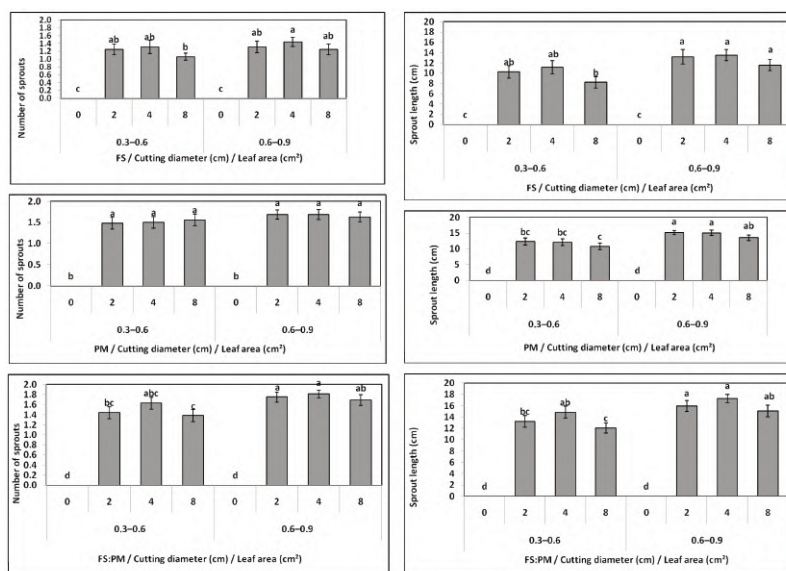 Number of sprouts
2.0
1.8
1.6
1.4
1.2
1.0
0.8
0.6
0.4
0.2
0.0
c ab ab b c ab a ab
0 2 4 8 0 2 4 8
0.3–0.6 0.6–0.9
FS / Cutting diameter (cm) / Leaf area (cm²)
Sprout length (cm)
20
18
16
14
12
10
8
6
4
2
0
c ab ab b c a a a
0 2 4 8 0 2 4 8
0.3–0.6 0.6–0.9
FS / Cutting diameter (cm) / Leaf area (cm²)
Number of sprouts
2.0
1.5
1.0
0.5
0.0
b a a a b a a a
0 2 4 8 0 2 4 8
0.3–0.6 0.6–0.9
PM / Cutting diameter (cm) / Leaf area (cm²)
Sprout length (cm)
20
15
10
5
0
d bc bc c d a a ab
0 2 4 8 0 2 4 8
0.3–0.6 0.6–0.9
PM / Cutting diameter (cm) / Leaf area (cm²)
Number of sprouts
2.0
1.8
1.6
1.4
1.2
1.0
0.8
0.6
0.4
0.2
0.0
d bc abc c d a a ab
0 2 4 8 0 2 4 8
0.3–0.6 0.6–0.9
FS:PM / Cutting diameter (cm) / Leaf area (cm²)
Sprout length (cm)
20
18
16
14
12
10
8
6
4
2
0
d bc ab c d a a ab
0 2 4 8 0 2 4 8
0.3–0.6 0.6–0.9
FS:PM / Cutting diameter (cm) / Leaf area (cm²)